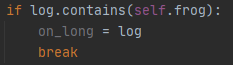 if log.contains(self.frog):
    on_long = log
    break